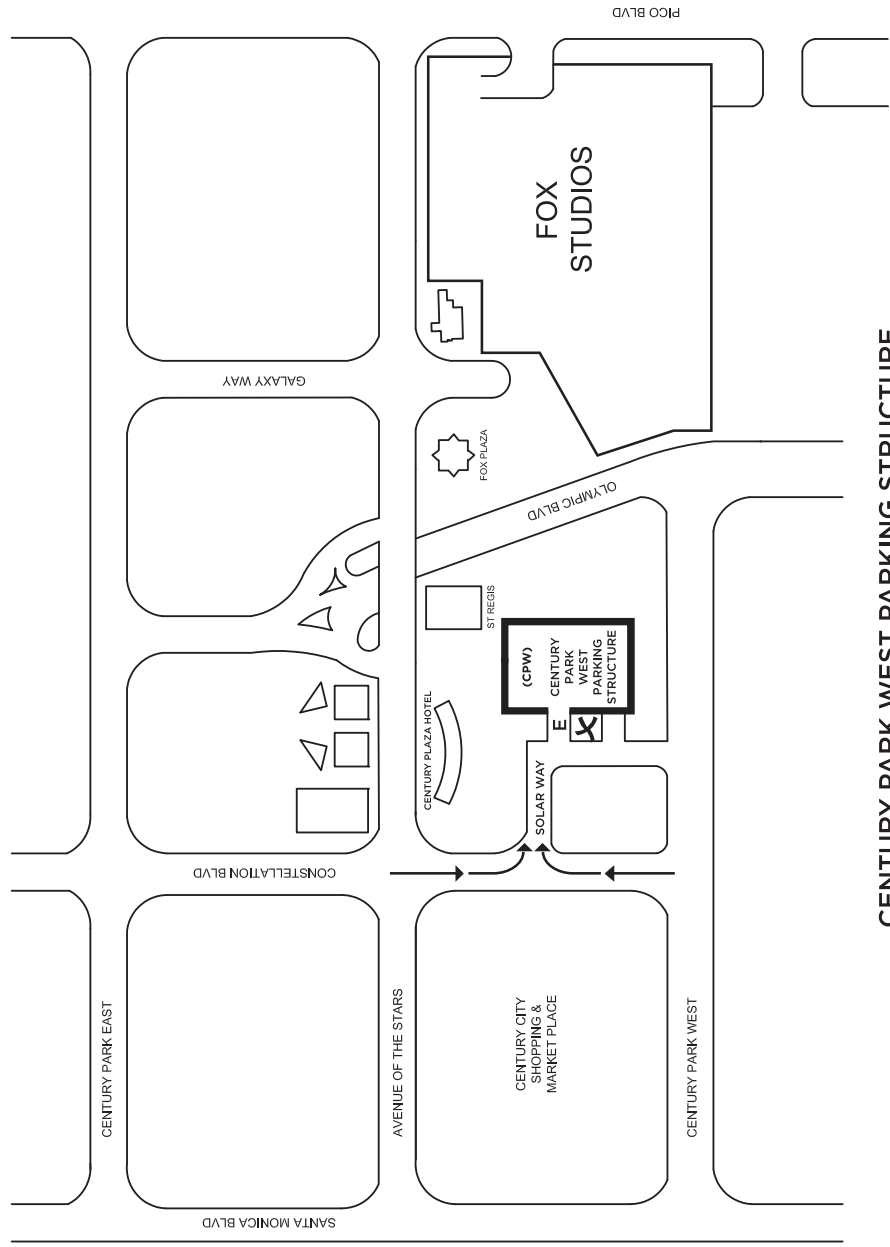 PICO BLVD
FOX
STUDIOS
GALAXY WAY
FOX PLAZA
OLYMPIC BLVD
ST REGIS
(CPW)
CENTURY
PARK
WEST
PARKING
STRUCTURE
E
SOLAR WAY
CENTURY PLAZA HOTEL
CONSTELLATION BLVD
CENTURY PARK EAST
AVENUE OF THE STARS
CENTURY CITY
SHOPPING &
MARKET PLACE
CENTURY PARK WEST
SANTA MONICA BLVD
CENTURY PARK WEST PARKING STRUCTURE